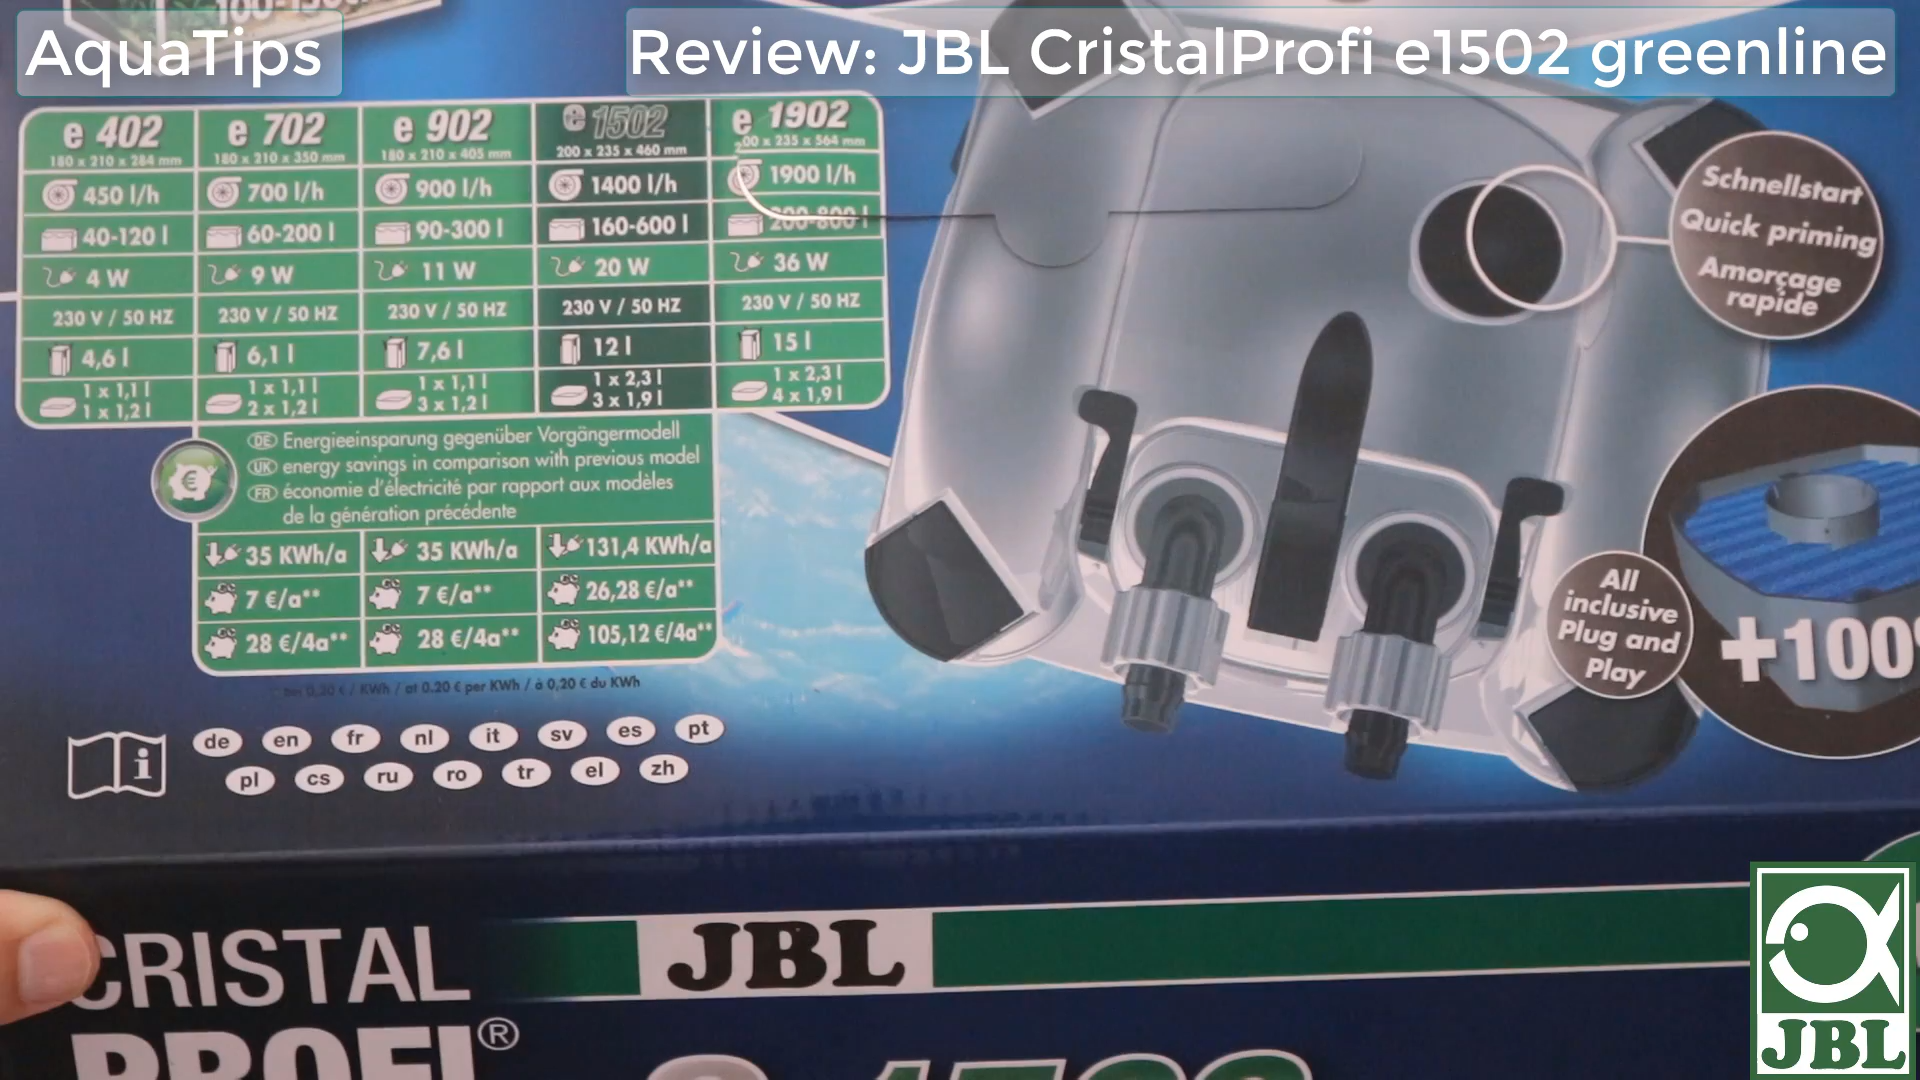 AquaTips
Review: JBL CristalProfi e1502 greenline
e 402 e 702 e 902 e 1502 e 1902
180 x 210 x 284 mm 180 x 210 x 350 mm 180 x 210 x 405 mm 200 x 235 x 460 mm 200 x 235 x 564 mm
450 l/h 700 l/h 900 l/h 1400 l/h 1900 l/h
40-120 l 60-200 l 90-300 l 160-600 l 200-800 l
4 W 9 W 11 W 20 W 36 W
230 V / 50 HZ 230 V / 50 HZ 230 V / 50 HZ 230 V / 50 HZ 230 V / 50 HZ
4,6 l 6,1 l 7,6 l 12 l 15 l
1 x 1,1 l 1 x 1,1 l 1 x 1,1 l 1 x 2,3 l 1 x 2,3 l
1 x 1,2 l 2 x 1,2 l 3 x 1,2 l 3 x 1,9 l 4 x 1,9 l
DE Energieeinsparung gegenüber Vorgängermodell
UK energy savings in comparison with previous model
FR économie d'électricité par rapport aux modèles
de la génération précédente
35 KWh/a 35 KWh/a 131,4 KWh/a
7 €/a** 7 €/a** 26,28 €/a**
28 €/4a** 28 €/4a** 105,12 €/4a**
0,20 € / KWh / at 0.20 € per KWh / à 0,20 € du KWh
i
de en fr nl it sv es pt
pl cs ru ro tr el zh
Schnellstart
Quick priming
Amorçage
rapide
All
inclusive
Plug and
Play
+100
CRISTAL
PROFI®
JBL
JBL